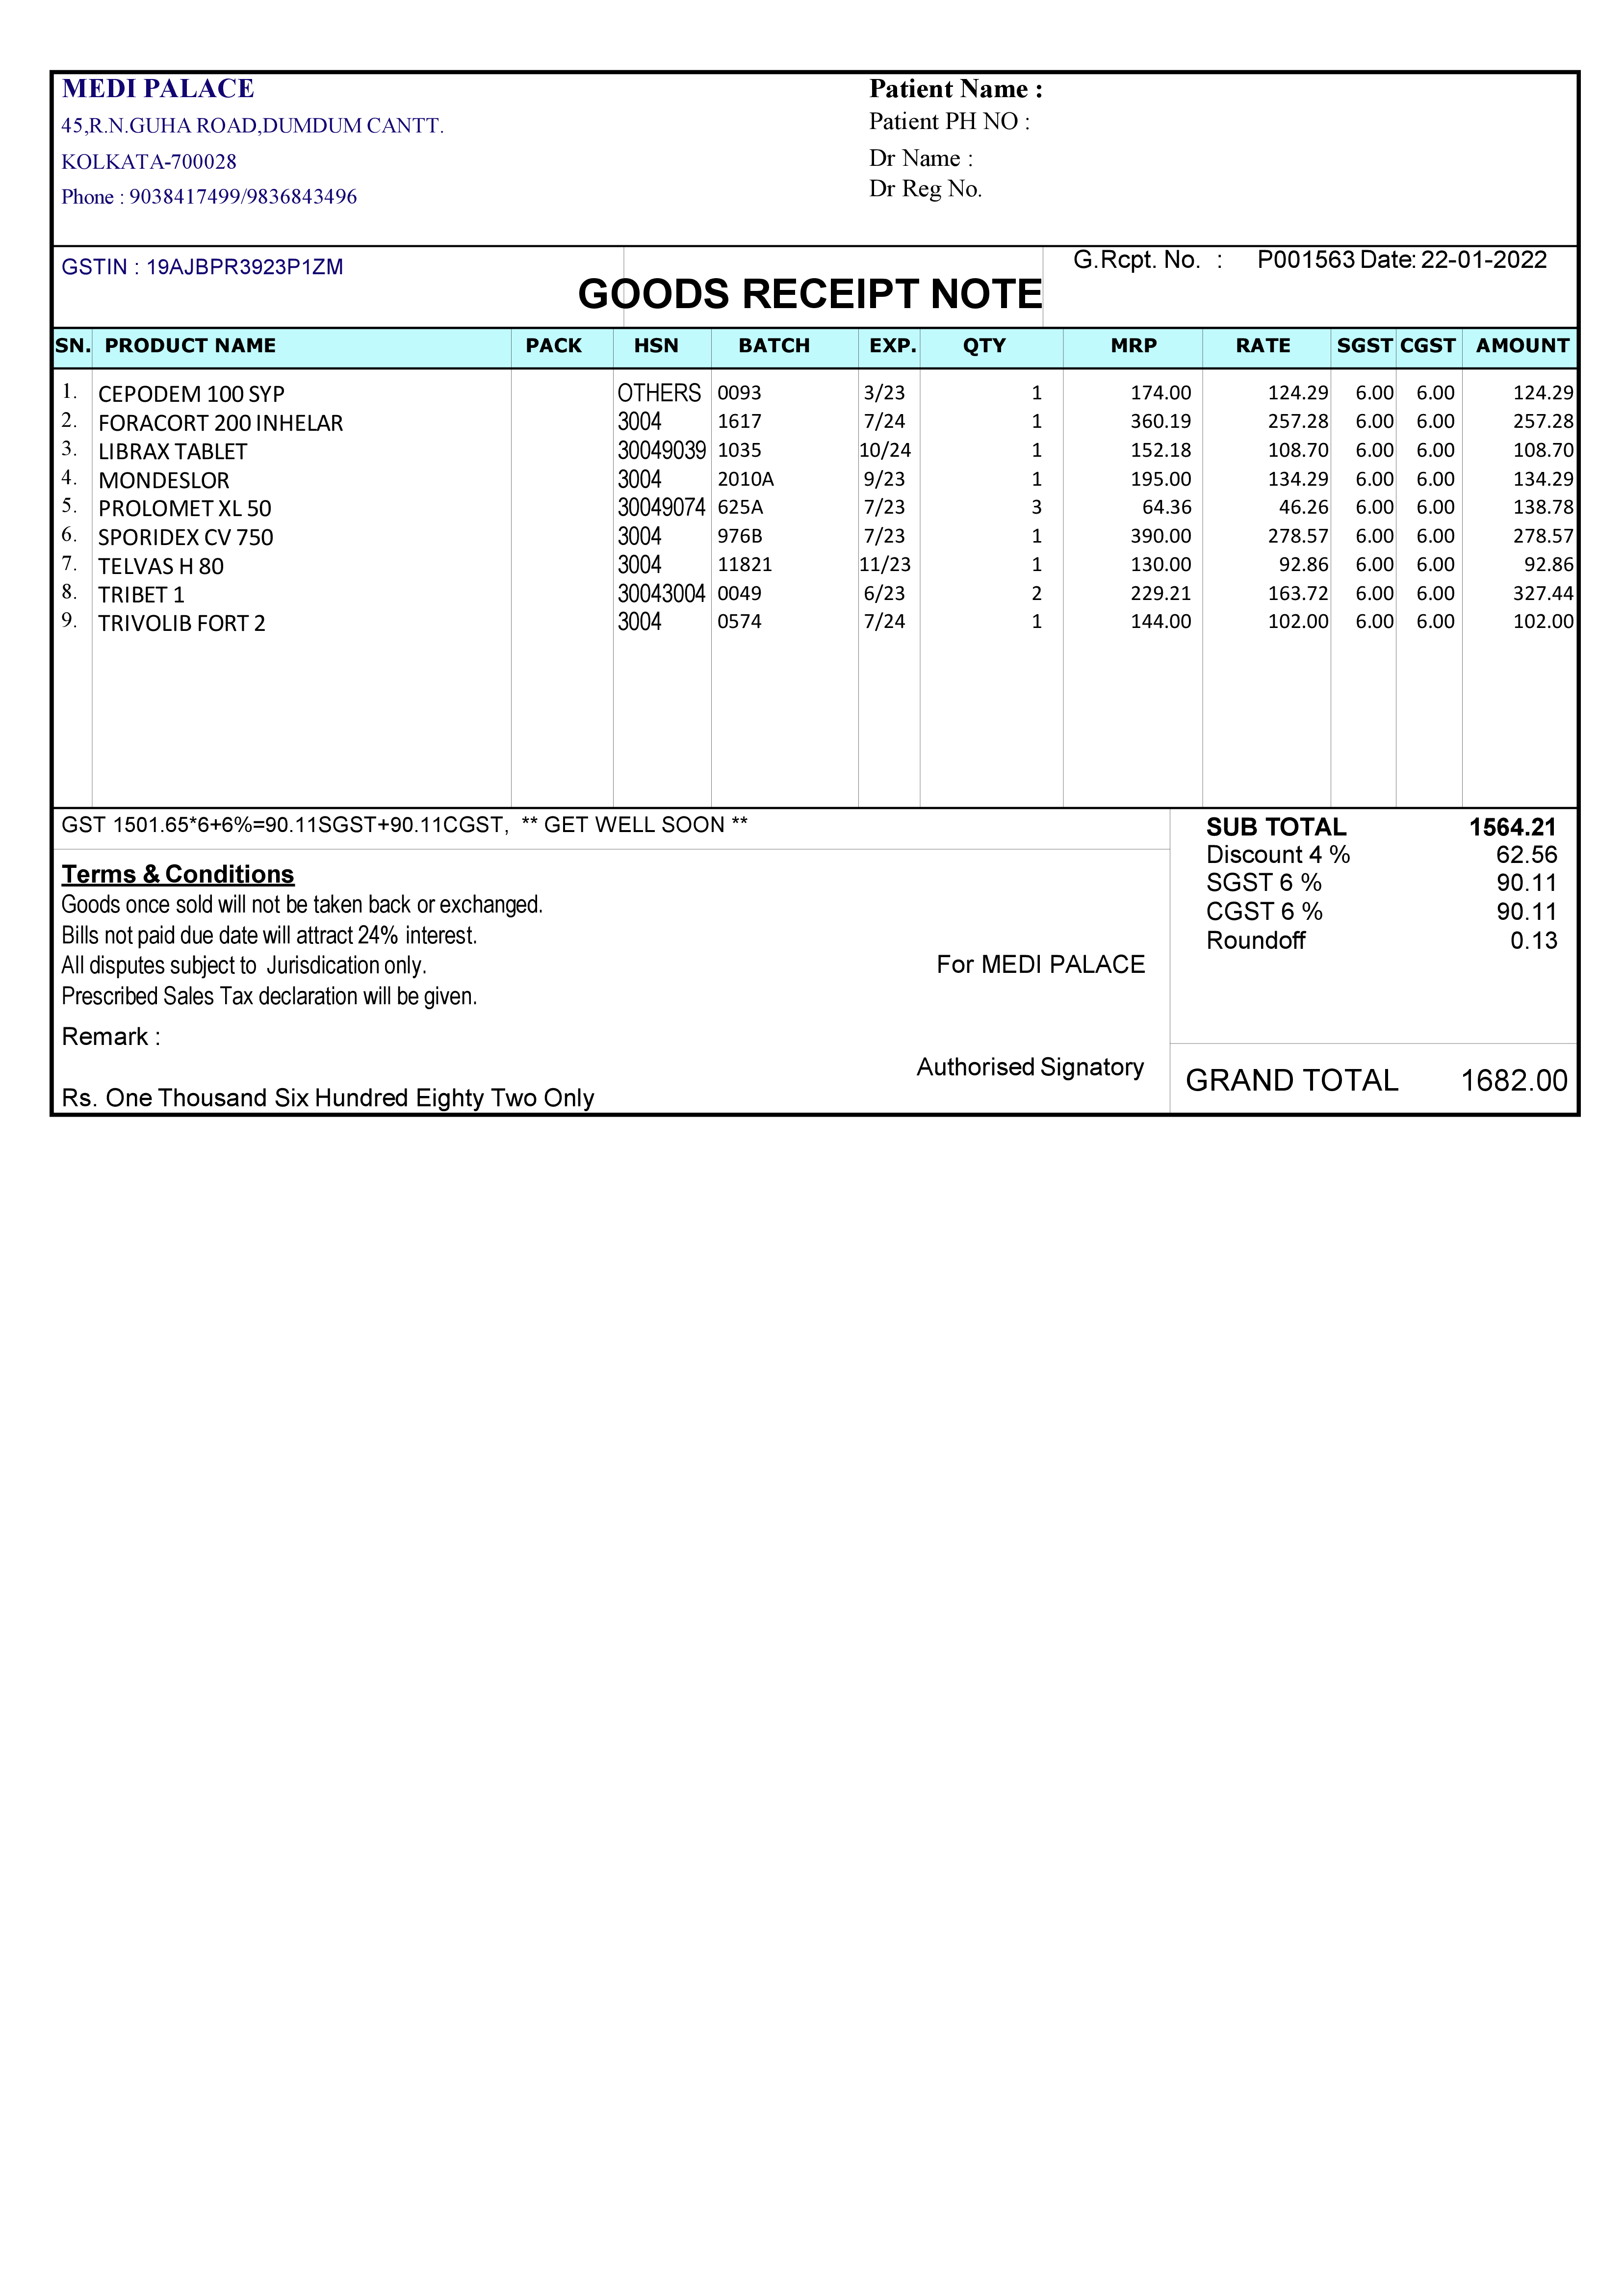 MEDI PALACE
45,R.N.GUHA ROAD,DUMDUM CANTT.
KOLKATA-700028
Phone : 9038417499/9836843496
Patient Name :
Patient PH NO :
Dr Name :
Dr Reg No.
GSTIN : 19AJBPR3923P1ZM
GOODS RECEIPT NOTE
G.Rcpt. No. : P001563 Date: 22-01-2022
SN. PRODUCT NAME PACK HSN BATCH EXP. QTY MRP RATE SGST CGST AMOUNT
1. CEPODEM 100 SYP OTHERS 0093 3/23 1 174.00 124.29 6.00 6.00 124.29
2. FORACORT 200 INHELAR 3004 1617 7/24 1 360.19 257.28 6.00 6.00 257.28
3. LIBRAX TABLET 30049039 1035 10/24 1 152.18 108.70 6.00 6.00 108.70
4. MONDESLOR 3004 2010A 9/23 1 195.00 134.29 6.00 6.00 134.29
5. PROLOMET XL 50 30049074 625A 7/23 3 64.36 46.26 6.00 6.00 138.78
6. SPORIDEX CV 750 3004 976B 7/23 1 390.00 278.57 6.00 6.00 278.57
7. TELVAS H 80 3004 11821 11/23 1 130.00 92.86 6.00 6.00 92.86
8. TRIBET 1 30043004 0049 6/23 2 229.21 163.72 6.00 6.00 327.44
9. TRIVOLIB FORT 2 3004 0574 7/24 1 144.00 102.00 6.00 6.00 102.00
GST 1501.65*6+6%=90.11SGST+90.11CGST, ** GET WELL SOON **
Terms & Conditions
Goods once sold will not be taken back or exchanged.
Bills not paid due date will attract 24% interest.
All disputes subject to Jurisdication only.
Prescribed Sales Tax declaration will be given.
Remark :
Rs. One Thousand Six Hundred Eighty Two Only
For MEDI PALACE
Authorised Signatory
SUB TOTAL 1564.21
Discount 4 % 62.56
SGST 6 % 90.11
CGST 6 % 90.11
Roundoff 0.13
GRAND TOTAL 1682.00